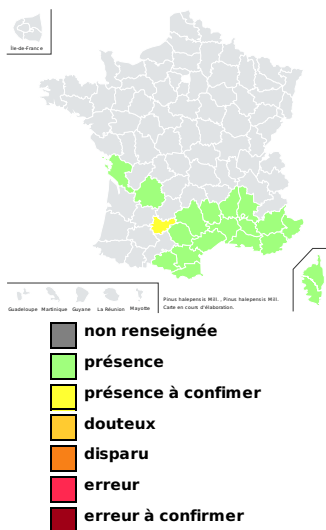 Île-de-France
Guadeloupe Martinique Guyane La Réunion Mayotte
Pinus halepensis Mill., Pinus halepensis Mill.
Carte en cours d'élaboration.
non renseignée
présence
présence à confimer
douteux
disparu
erreur
erreur à confirmer